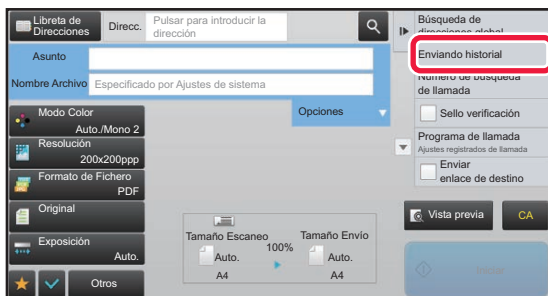 Libreta de
Direcciones
Direcc.
Pulsar para introducir la
dirección
Asunto
Nombre Archivo
Especificado por Ajustes de sistema
Opciones
Modo Color
Auto./Mono 2
Resolución
200x200ppp
Formato de Fichero
PDF
Original
Exposición
Auto.
Otros
Tamaño Escaneo
Auto.
A4
100%
Tamaño Envío
Auto.
A4
Búsqueda de
direcciones global
Enviando historial
Número de búsqueda
de llamada
Sello verificación
Programa de llamada
Ajustes registrados de llamada
Enviar
enlace de destino
Vista previa
CA
Iniciar